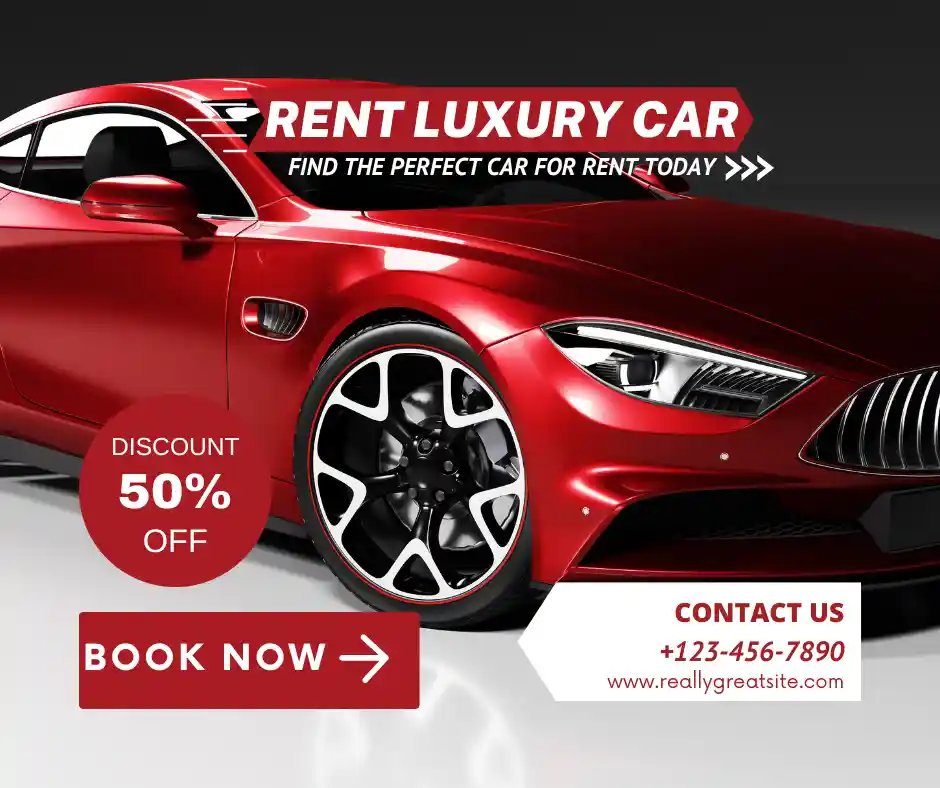 RENT LUXURY CAR
FIND THE PERFECT CAR FOR RENT TODAY
DISCOUNT
50%
OFF
BOOK NOW
CONTACT US
+123-456-7890
www.reallygreatsite.com